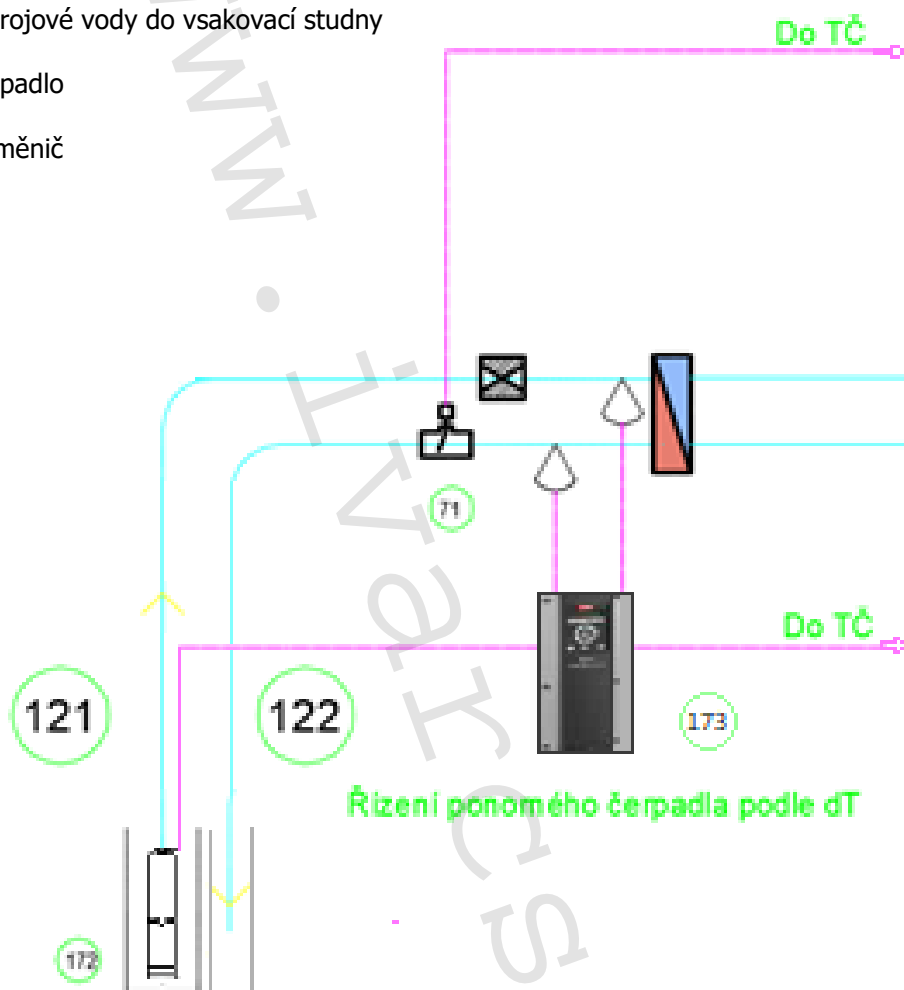 rojové vody do vsakovací studny
padlo
měnič
Do TČ
71
Do TČ
121
122
173
Řízení ponorného čerpadla podle dT
172
www.ivarcs